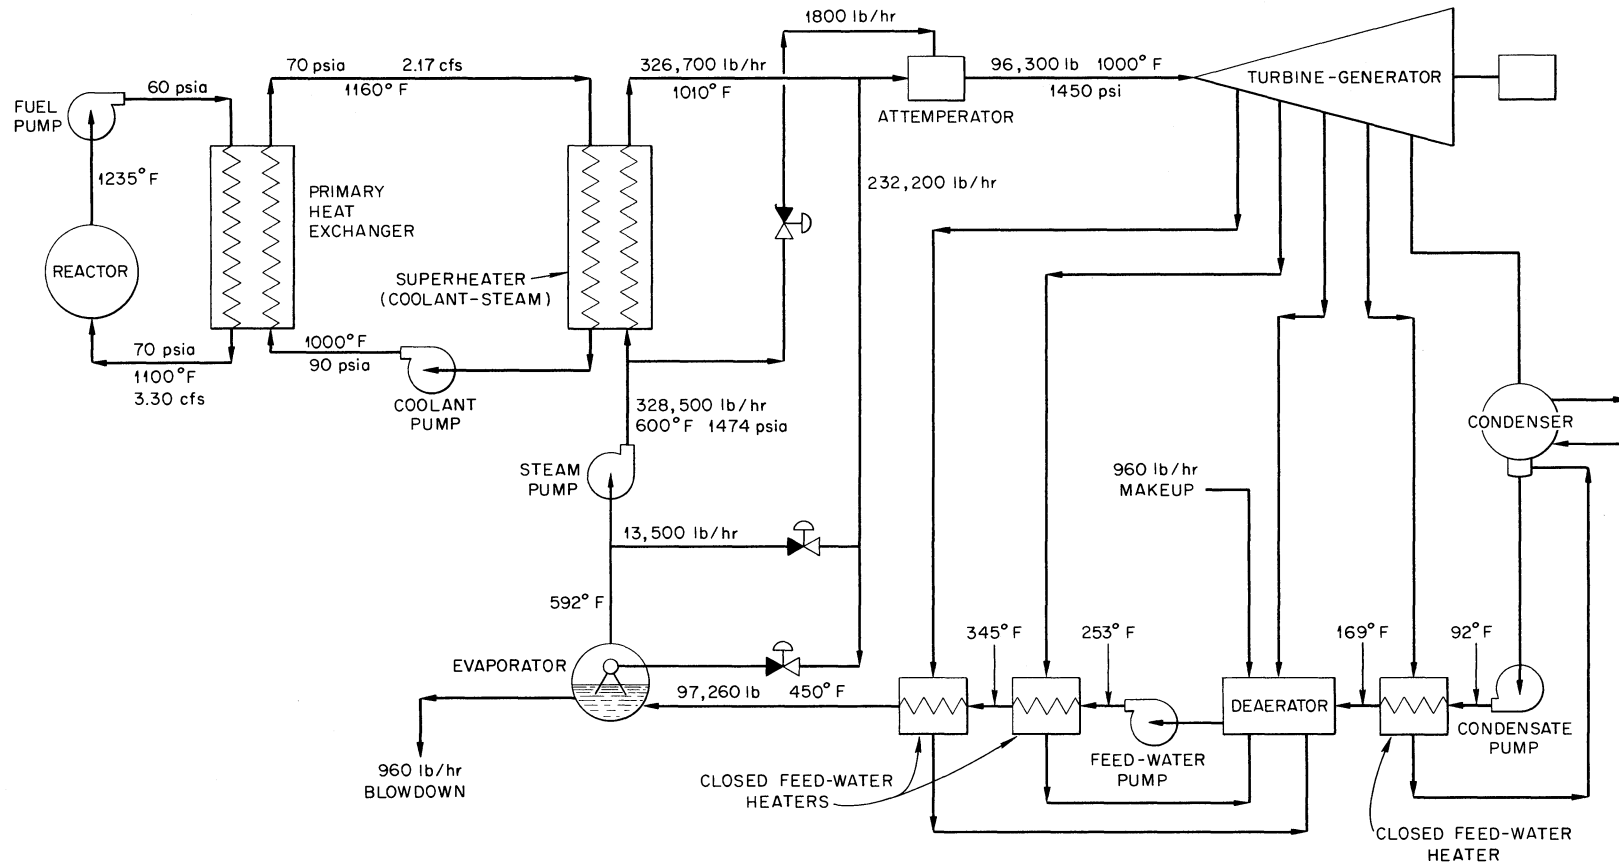 1800 lb/hr
70 psia 2.17 cfs
1160°F
326,700 lb/hr
1010°F
96,300 lb 1000°F
1450 psi
TURBINE-GENERATOR
60 psia
FUEL
PUMP
ATTEMPERATOR
1235°F
PRIMARY
HEAT
EXCHANGER
232,200 lb/hr
REACTOR
SUPERHEATER
(COOLANT-STEAM)
70 psia
1100°F
3.30 cfs
1000°F
90 psia
COOLANT
PUMP
328,500 lb/hr
600°F 1474 psia
CONDENSER
STEAM
PUMP
960 lb/hr
MAKEUP
13,500 lb/hr
592°F
345°F
253°F
169°F
92°F
EVAPORATOR
97,260 lb 450°F
DEAERATOR
CONDENSATE
PUMP
FEED-WATER
PUMP
960 lb/hr
BLOWDOWN
CLOSED FEED-WATER
HEATERS
CLOSED FEED-WATER
HEATER